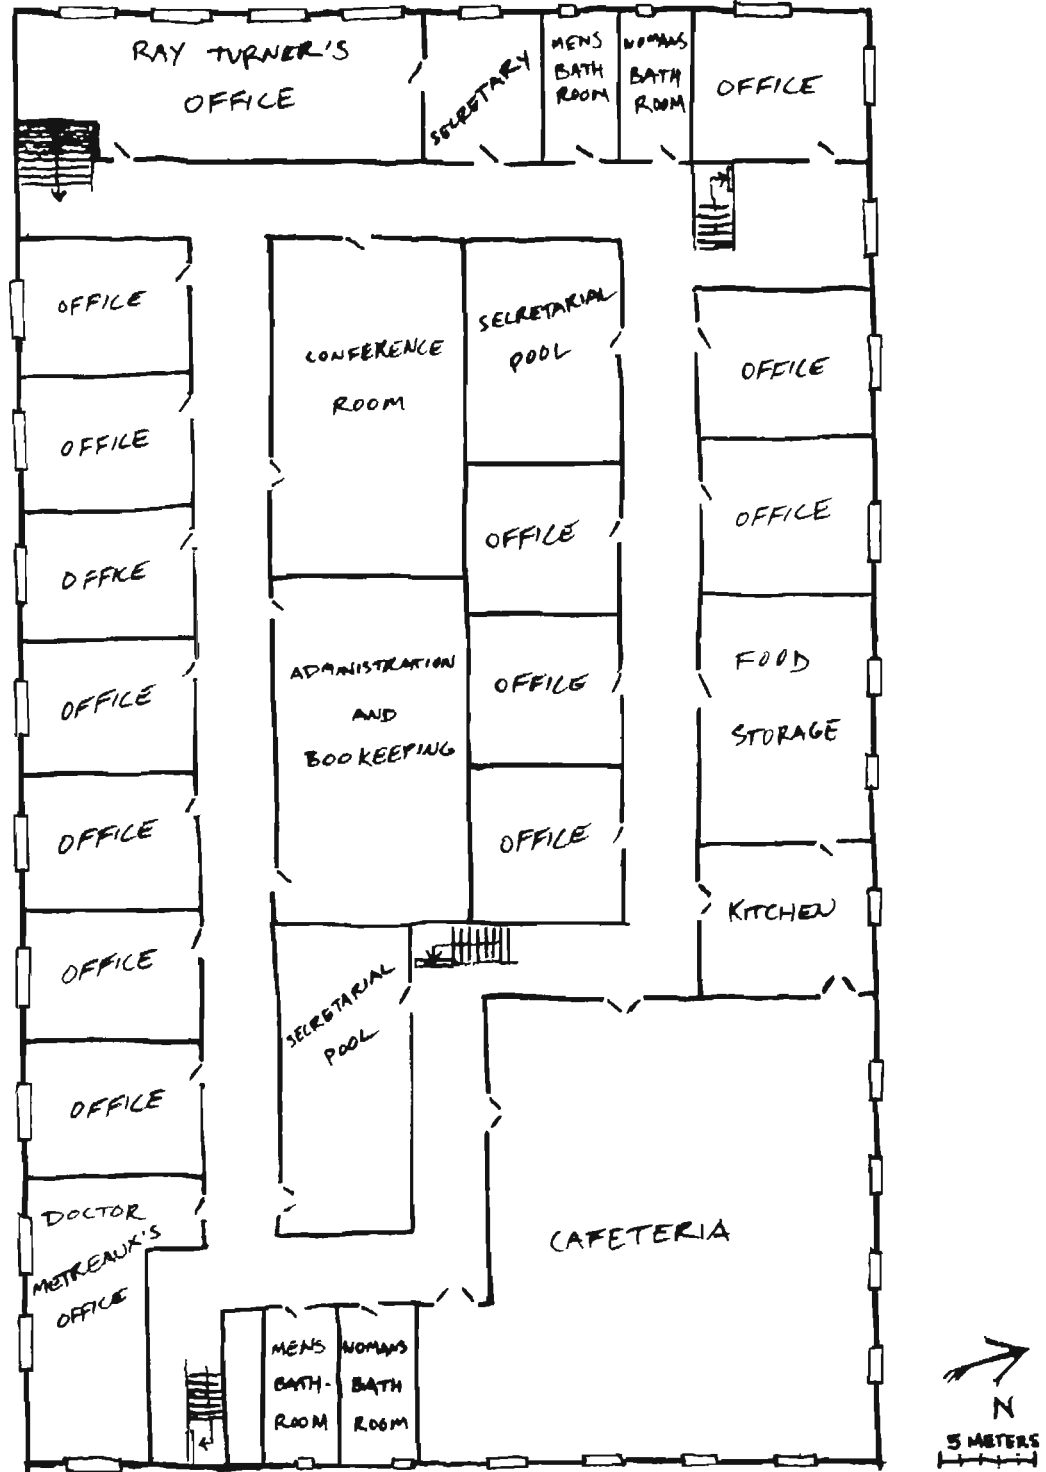 RAY TURNER'S
OFFICE
SECRETARY
MENS
BATH
ROOM
WOMANS
BATH
ROOM
OFFICE
OFFICE
CONFERENCE
ROOM
SECRETARIAL
POOL
OFFICE
OFFICE
OFFICE
OFFICE
OFFICE
OFFICE
OFFICE
ADMINISTRATION
AND
BOOKEEPING
OFFICE
FOOD
STORAGE
OFFICE
OFFICE
KITCHEN
OFFICE
SECRETARIAL
POOL
OFFICE
DOCTOR
METREAUX'S
OFFICE
CAFETERIA
MENS
BATH-
ROOM
WOMANS
BATH
ROOM
N
5 METERS